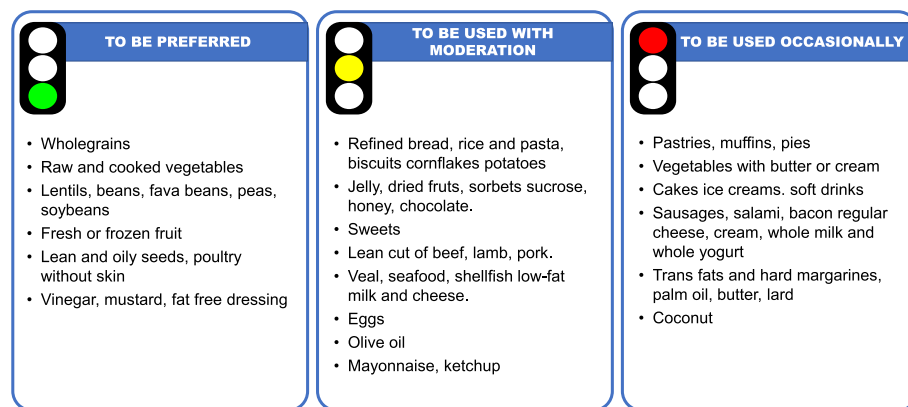 TO BE PREFERRED
• Wholegrains
• Raw and cooked vegetables
• Lentils, beans, fava beans, peas,
soybeans
• Fresh or frozen fruit
• Lean and oily seeds, poultry
without skin
• Vinegar, mustard, fat free dressing
TO BE USED WITH
MODERATION
• Refined bread, rice and pasta,
biscuits cornflakes potatoes
• Jelly, dried fruts, sorbets sucrose,
honey, chocolate.
• Sweets
• Lean cut of beef, lamb, pork.
• Veal, seafood, shellfish low-fat
milk and cheese.
• Eggs
• Olive oil
• Mayonnaise, ketchup
TO BE USED OCCASIONALLY
• Pastries, muffins, pies
• Vegetables with butter or cream
• Cakes ice creams. soft drinks
• Sausages, salami, bacon regular
cheese, cream, whole milk and
whole yogurt
• Trans fats and hard margarines,
palm oil, butter, lard
• Coconut